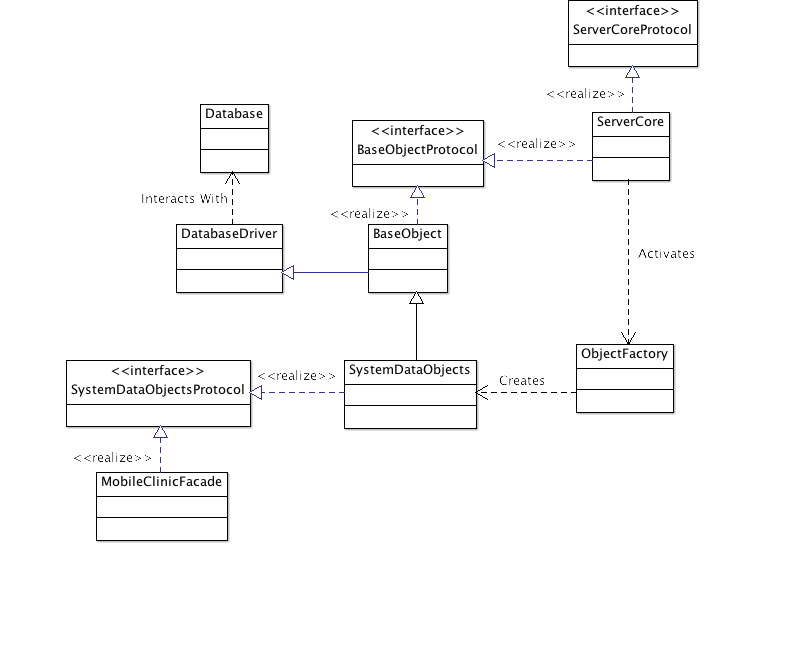 <<interface>>
ServerCoreProtocol
<<realize>>
Database
ServerCore
<<interface>>
BaseObjectProtocol
<<realize>>
Interacts With
<<realize>>
DatabaseDriver
BaseObject
Activates
ObjectFactory
<<interface>>
SystemDataObjectsProtocol
<<realize>>
SystemDataObjects
Creates
<<realize>>
MobileClinicFacade